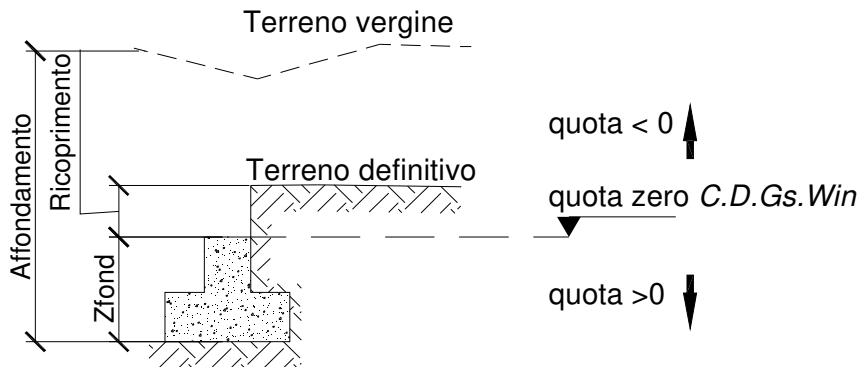 Terreno vergine
Affondamento
Ricoprimento
quota < 0
Terreno definitivo
quota zero C.D.Gs.Win
Zfond
quota >0